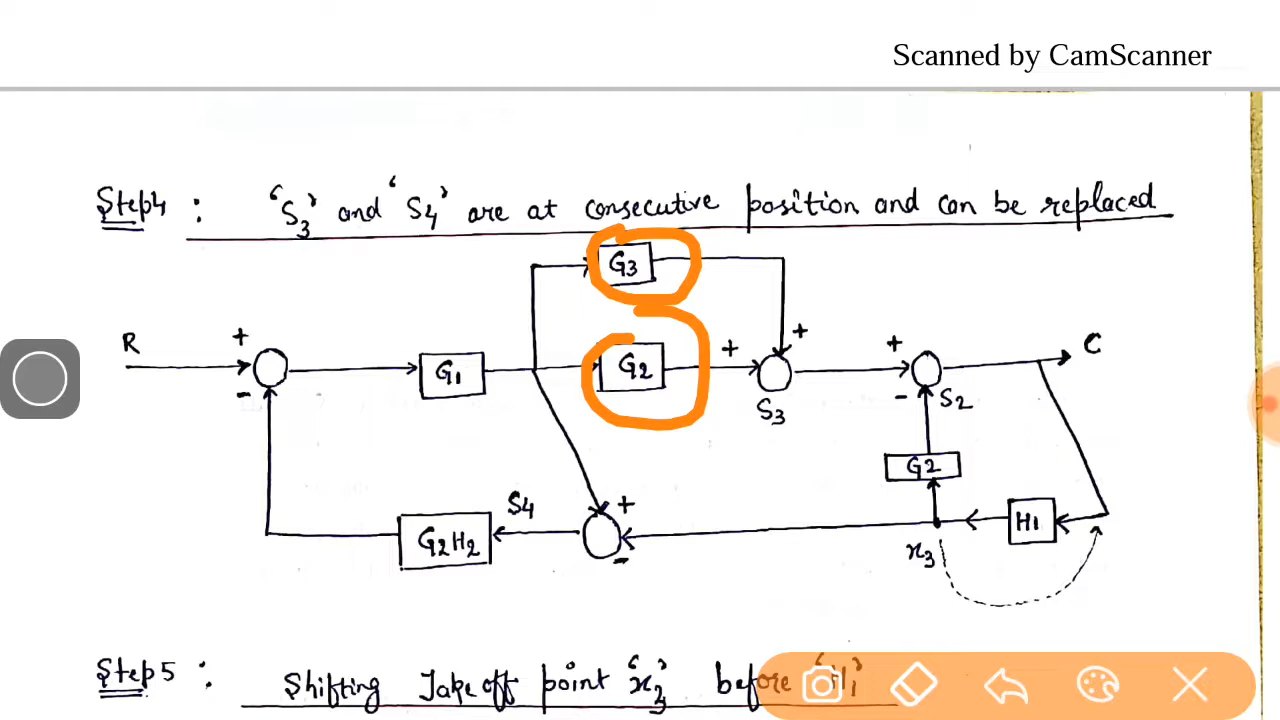 Scanned by CamScanner
Step4 : 'S3' and 'S4' are at consecutive position and can be replaced
G3
R + G1 G2 + + + C
- S3 - S2
G2
S4 + H1
G2H2 - x3
Step5 : Shifting Take off point 'x3' before 'H1'